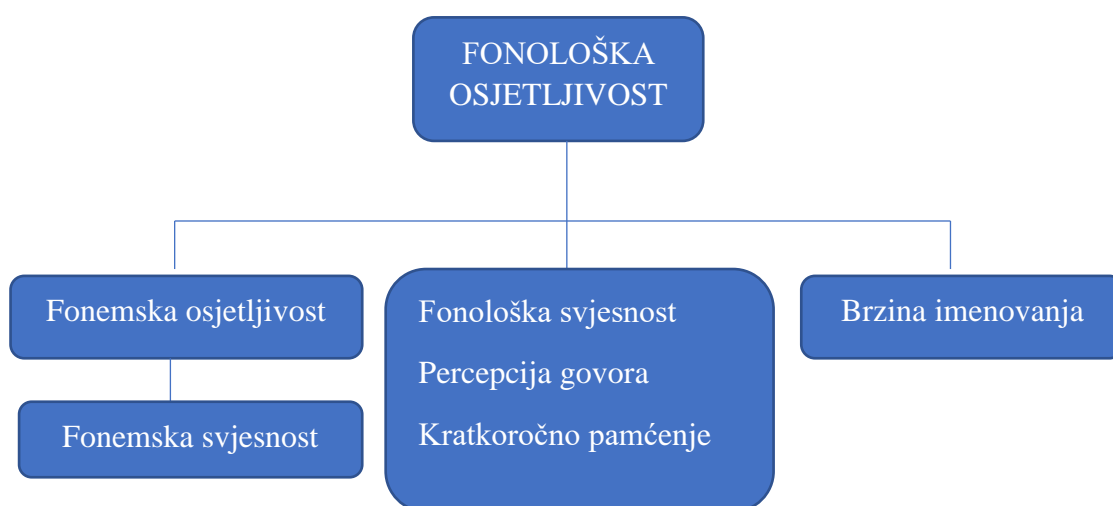 FONOLOŠKA
OSJETLJIVOST
Fonemska osjetljivost
Fonemska svjesnost
Fonološka svjesnost
Percepcija govora
Kratkoročno pamćenje
Brzina imenovanja